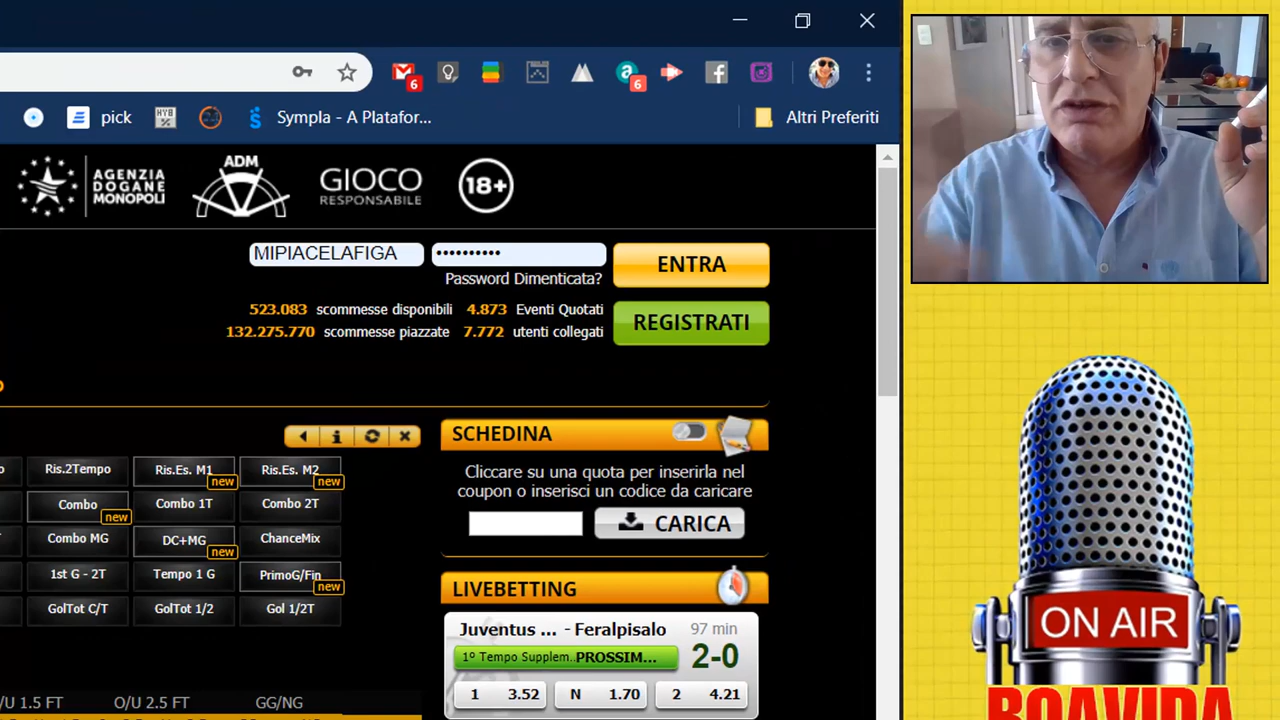 6
6
pick
HYB
%
Sympla - A Platafor...
Altri Preferiti
AGENZIA
DOGANE
MONOPOLI
ADM
GIOCO
RESPONSABILE
18+
MIPIACELAFIGA
••••••••••
ENTRA
Password Dimenticata?
523.083 scommesse disponibili 4.873 Eventi Quotati
132.275.770 scommesse piazzate 7.772 utenti collegati
REGISTRATI
SCHEDINA
Cliccare su una quota per inserirla nel
coupon o inserisci un codice da caricare
CARICA
Ris.2Tempo Ris.Es. M1 new Ris.Es. M2 new
Combo new Combo 1T Combo 2T
Combo MG DC+MG new ChanceMix
1st G - 2T Tempo 1 G PrimoG/Fin new
GolTot C/T GolTot 1/2 Gol 1/2T
LIVEBETTING
Juventus ... - Feralpisalo 97 min
1º Tempo Supplem.. PROSSIM... 2-0
1 3.52 N 1.70 2 4.21
/U 1.5 FT O/U 2.5 FT GG/NG
ON AIR
BOAVIDA